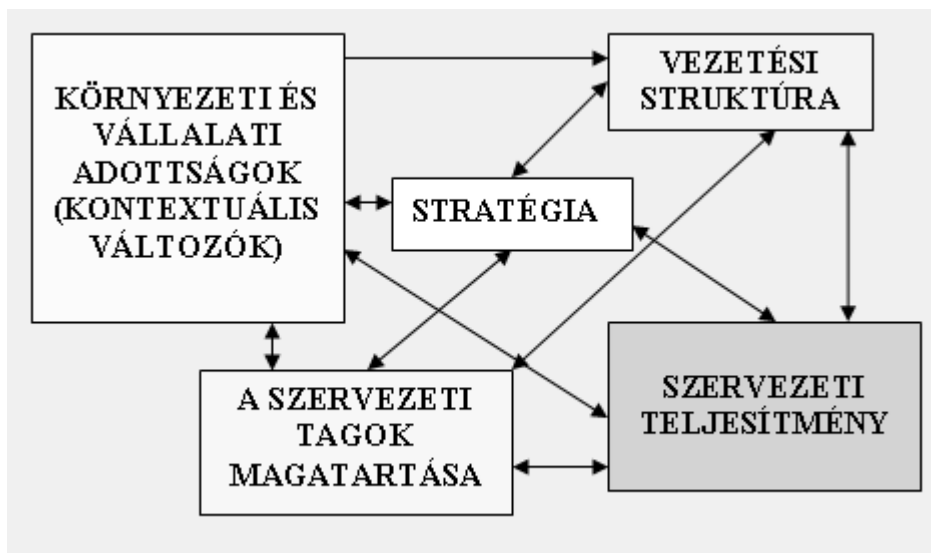 KÖRNYEZETI ÉS
VÁLLALATI
ADOTTSÁGOK
(KONTEXTUÁLIS
VÁLTOZÓK)
VEZETÉSI
STRUKTÚRA
STRATÉGIA
A SZERVEZETI
TAGOK
MAGATARTÁSA
SZERVEZETI
TELJESÍTMÉNY